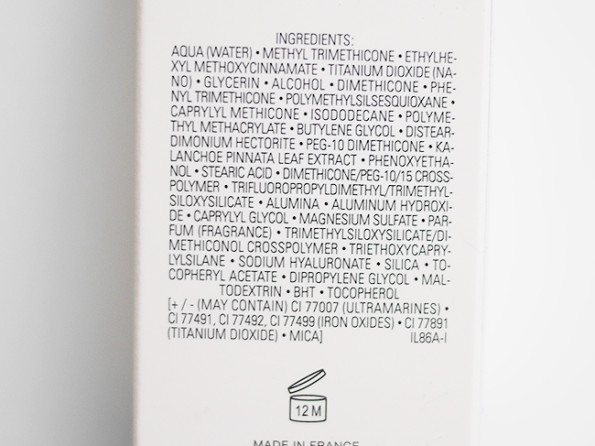 INGREDIENTS:
AQUA (WATER) • METHYL TRIMETHICONE • ETHYLHE-
XYL METHOXYCINNAMATE • TITANIUM DIOXIDE (NA-
NO) • GLYCERIN • ALCOHOL • DIMETHICONE • PHE-
NYL TRIMETHICONE • POLYMETHYLSILSESQUIOXANE •
CAPRYLYL METHICONE • ISODODECANE • POLYME-
THYL METHACRYLATE • BUTYLENE GLYCOL • DISTEAR-
DIMONIUM HECTORITE • PEG-10 DIMETHICONE • KA-
LANCHOE PINNATA LEAF EXTRACT • PHENOXYETHA-
NOL • STEARIC ACID • DIMETHICONE/PEG-10/15 CROSS-
POLYMER • TRIFLUOROPROPYLDIMETHYL/TRIMETHYL-
SILOXYSILICATE • ALUMINA • ALUMINUM HYDROXI-
DE • CAPRYLYL GLYCOL • MAGNESIUM SULFATE • PAR-
FUM (FRAGRANCE) • TRIMETHYLSILOXYSILICATE/DI-
METHICONOL CROSSPOLYMER • TRIETHOXYCAPRY-
LYLSILANE • SODIUM HYALURONATE • SILICA • TO-
COPHERYL ACETATE • DIPROPYLENE GLYCOL • MAL-
TODEXTRIN • BHT • TOCOPHEROL
[+ / - (MAY CONTAIN) CI 77007 (ULTRAMARINES) •
CI 77491, CI 77492, CI 77499 (IRON OXIDES) • CI 77891
(TITANIUM DIOXIDE) • MICA] IL86A-I
12 M
MADE IN FRANCE